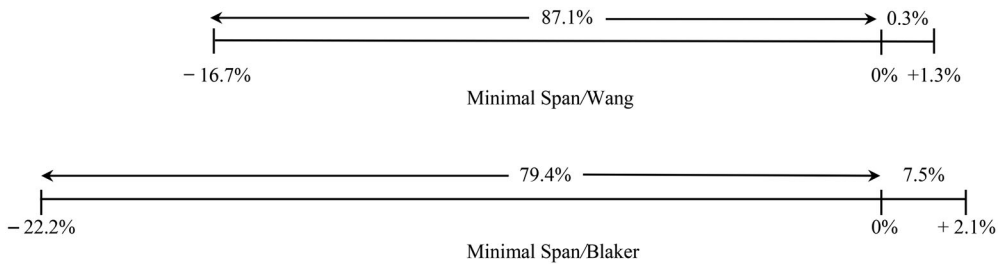 87.1% 0.3%
− 16.7% 0% +1.3%
Minimal Span/Wang
79.4% 7.5%
− 22.2% 0% + 2.1%
Minimal Span/Blaker